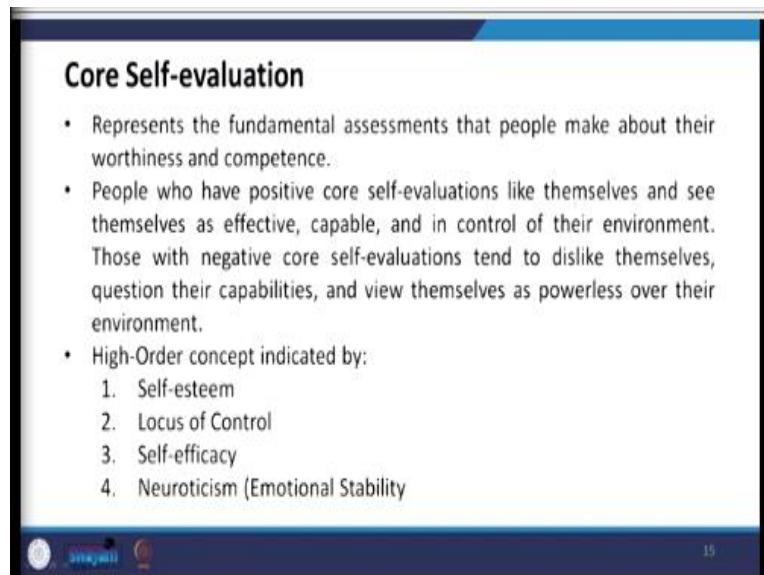 Core Self-evaluation
• Represents the fundamental assessments that people make about their
worthiness and competence.
• People who have positive core self-evaluations like themselves and see
themselves as effective, capable, and in control of their environment.
Those with negative core self-evaluations tend to dislike themselves,
question their capabilities, and view themselves as powerless over their
environment.
• High-Order concept indicated by:
1. Self-esteem
2. Locus of Control
3. Self-efficacy
4. Neuroticism (Emotional Stability
swayam
15